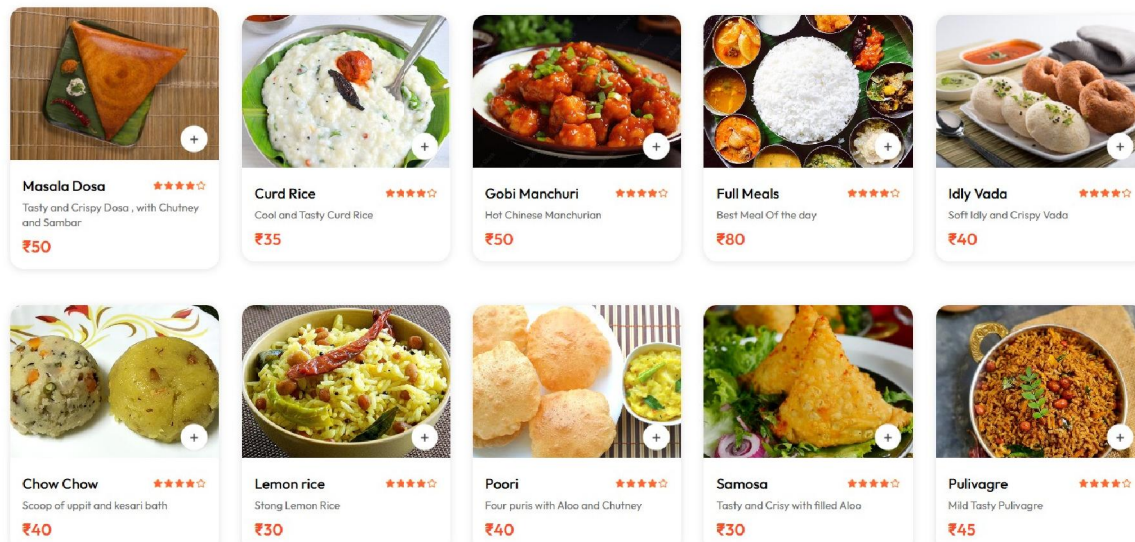 Masala Dosa
Tasty and Crispy Dosa , with Chutney
and Sambar
₹50
Curd Rice
Cool and Tasty Curd Rice
₹35
Gobi Manchuri
Hot Chinese Manchurian
₹50
Full Meals
Best Meal Of the day
₹80
Idly Vada
Soft Idly and Crispy Vada
₹40
Chow Chow
Scoop of uppit and kesari bath
₹40
Lemon rice
Stong Lemon Rice
₹30
Poori
Four puris with Aloo and Chutney
₹40
Samosa
Tasty and Crisy with filled Aloo
₹30
Pulivagre
Mild Tasty Pulivagre
₹45